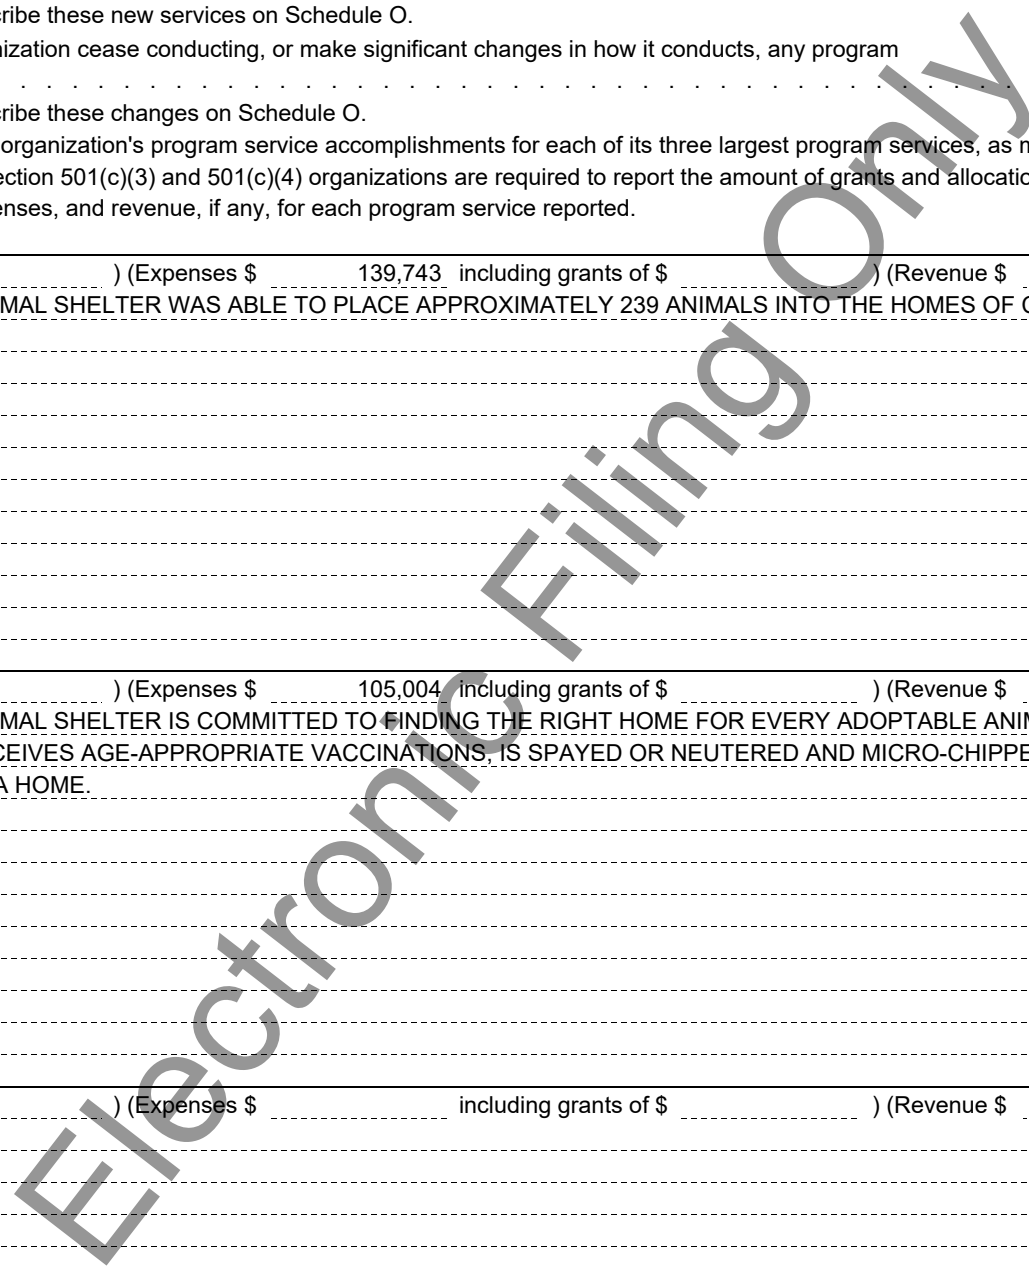 cribe these new services on Schedule O.
nization cease conducting, or make significant changes in how it conducts, any program
. . . . . . . . . . . . . . . . . . . . . . . . . . . . . . . . . . . . . . .
cribe these changes on Schedule O.
organization's program service accomplishments for each of its three largest program services, as m
ection 501(c)(3) and 501(c)(4) organizations are required to report the amount of grants and allocatio
enses, and revenue, if any, for each program service reported.
) (Expenses $ 139,743 including grants of $ ) (Revenue $
MAL SHELTER WAS ABLE TO PLACE APPROXIMATELY 239 ANIMALS INTO THE HOMES OF
) (Expenses $ 105,004 including grants of $ ) (Revenue $
MAL SHELTER IS COMMITTED TO FINDING THE RIGHT HOME FOR EVERY ADOPTABLE ANIM
CEIVES AGE-APPROPRIATE VACCINATIONS, IS SPAYED OR NEUTERED AND MICRO-CHIPPE
A HOME.
) (Expenses $ including grants of $ ) (Revenue $
Electronic Filing Only